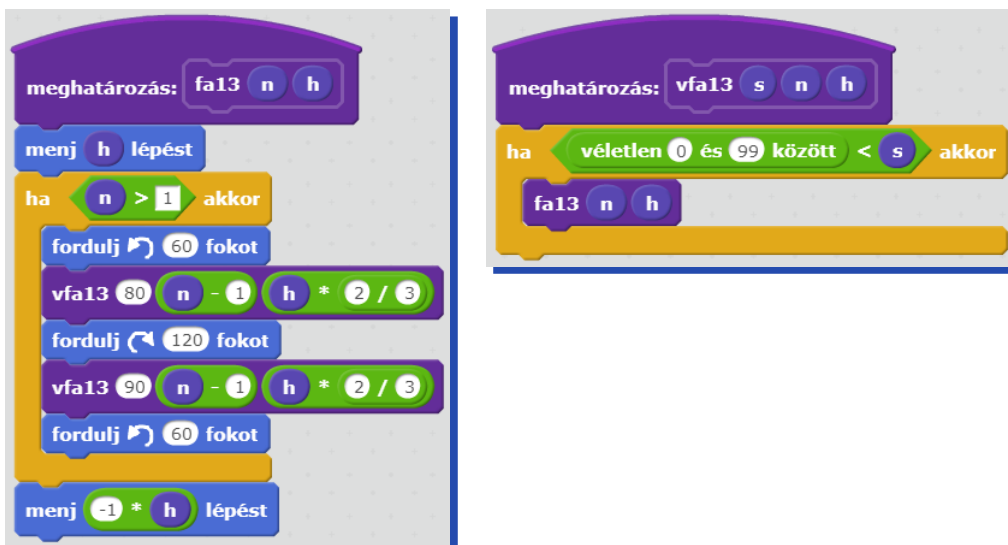 meghatározás: fa13 n h
menj h lépést
ha n > 1 akkor
fordulj 60 fokot
vfa13 80 n - 1 h * 2 / 3
fordulj 120 fokot
vfa13 90 n - 1 h * 2 / 3
fordulj 60 fokot
menj -1 * h lépést
meghatározás: vfa13 s n h
ha véletlen 0 és 99 között < s akkor
fa13 n h